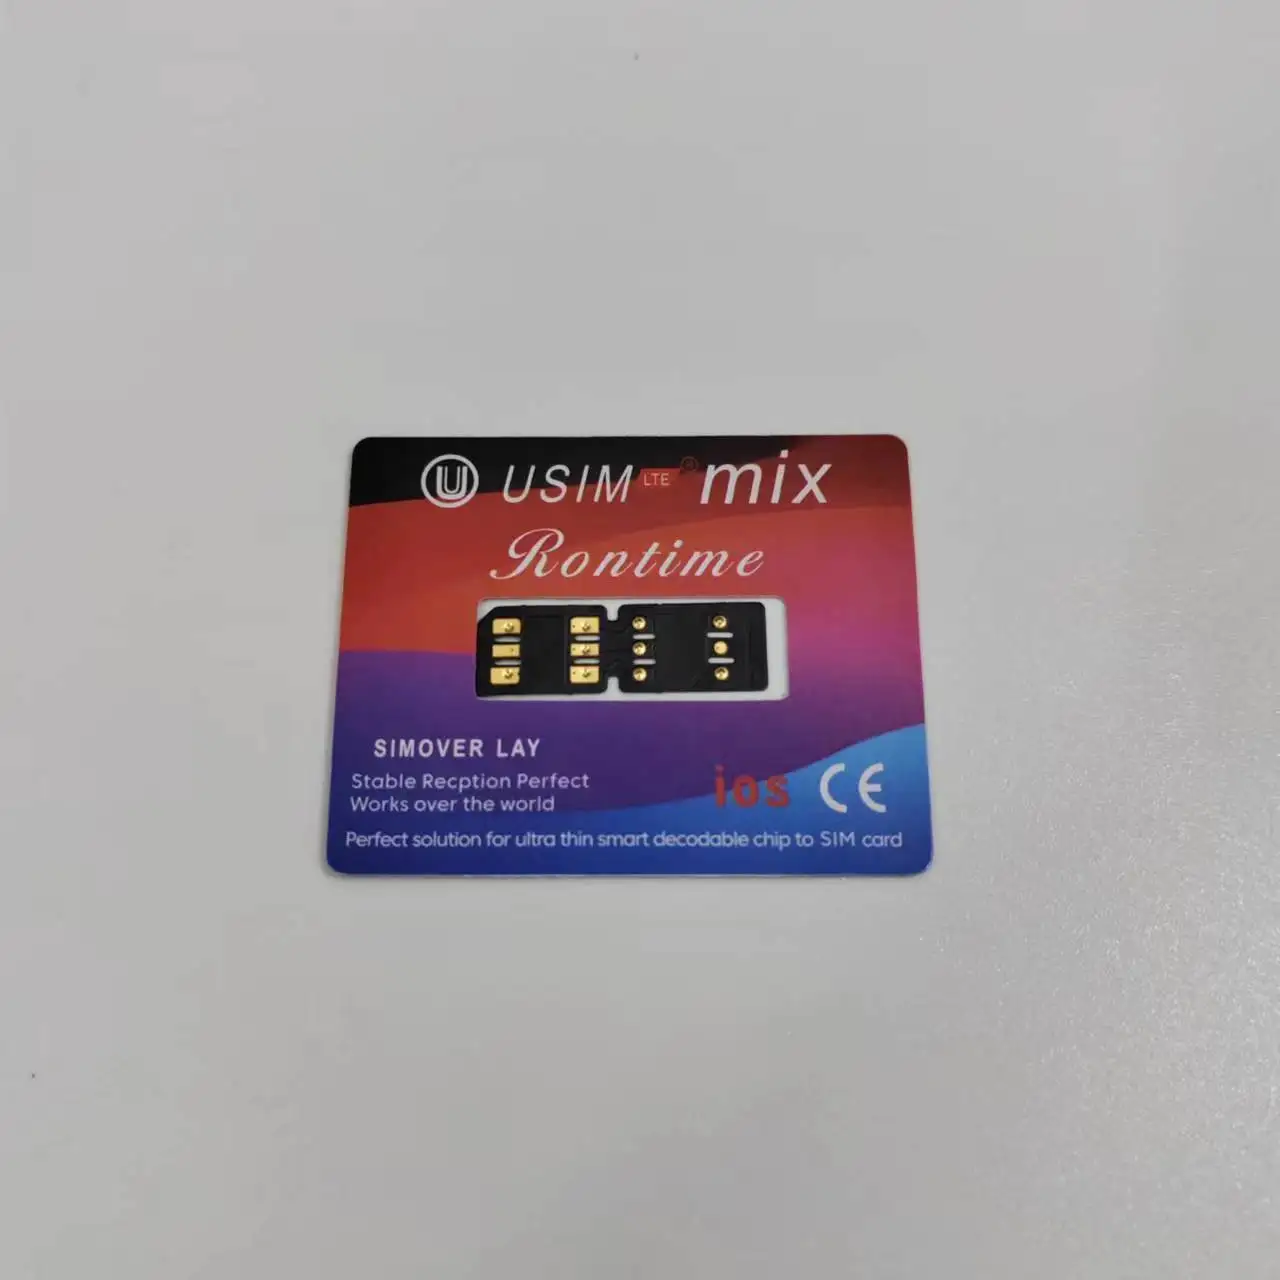 U USIM LTE ® mix
Rontime
SIMOVER LAY
Stable Recption Perfect
Works over the world
ios CE
Perfect solution for ultra thin smart decodable chip to SIM card